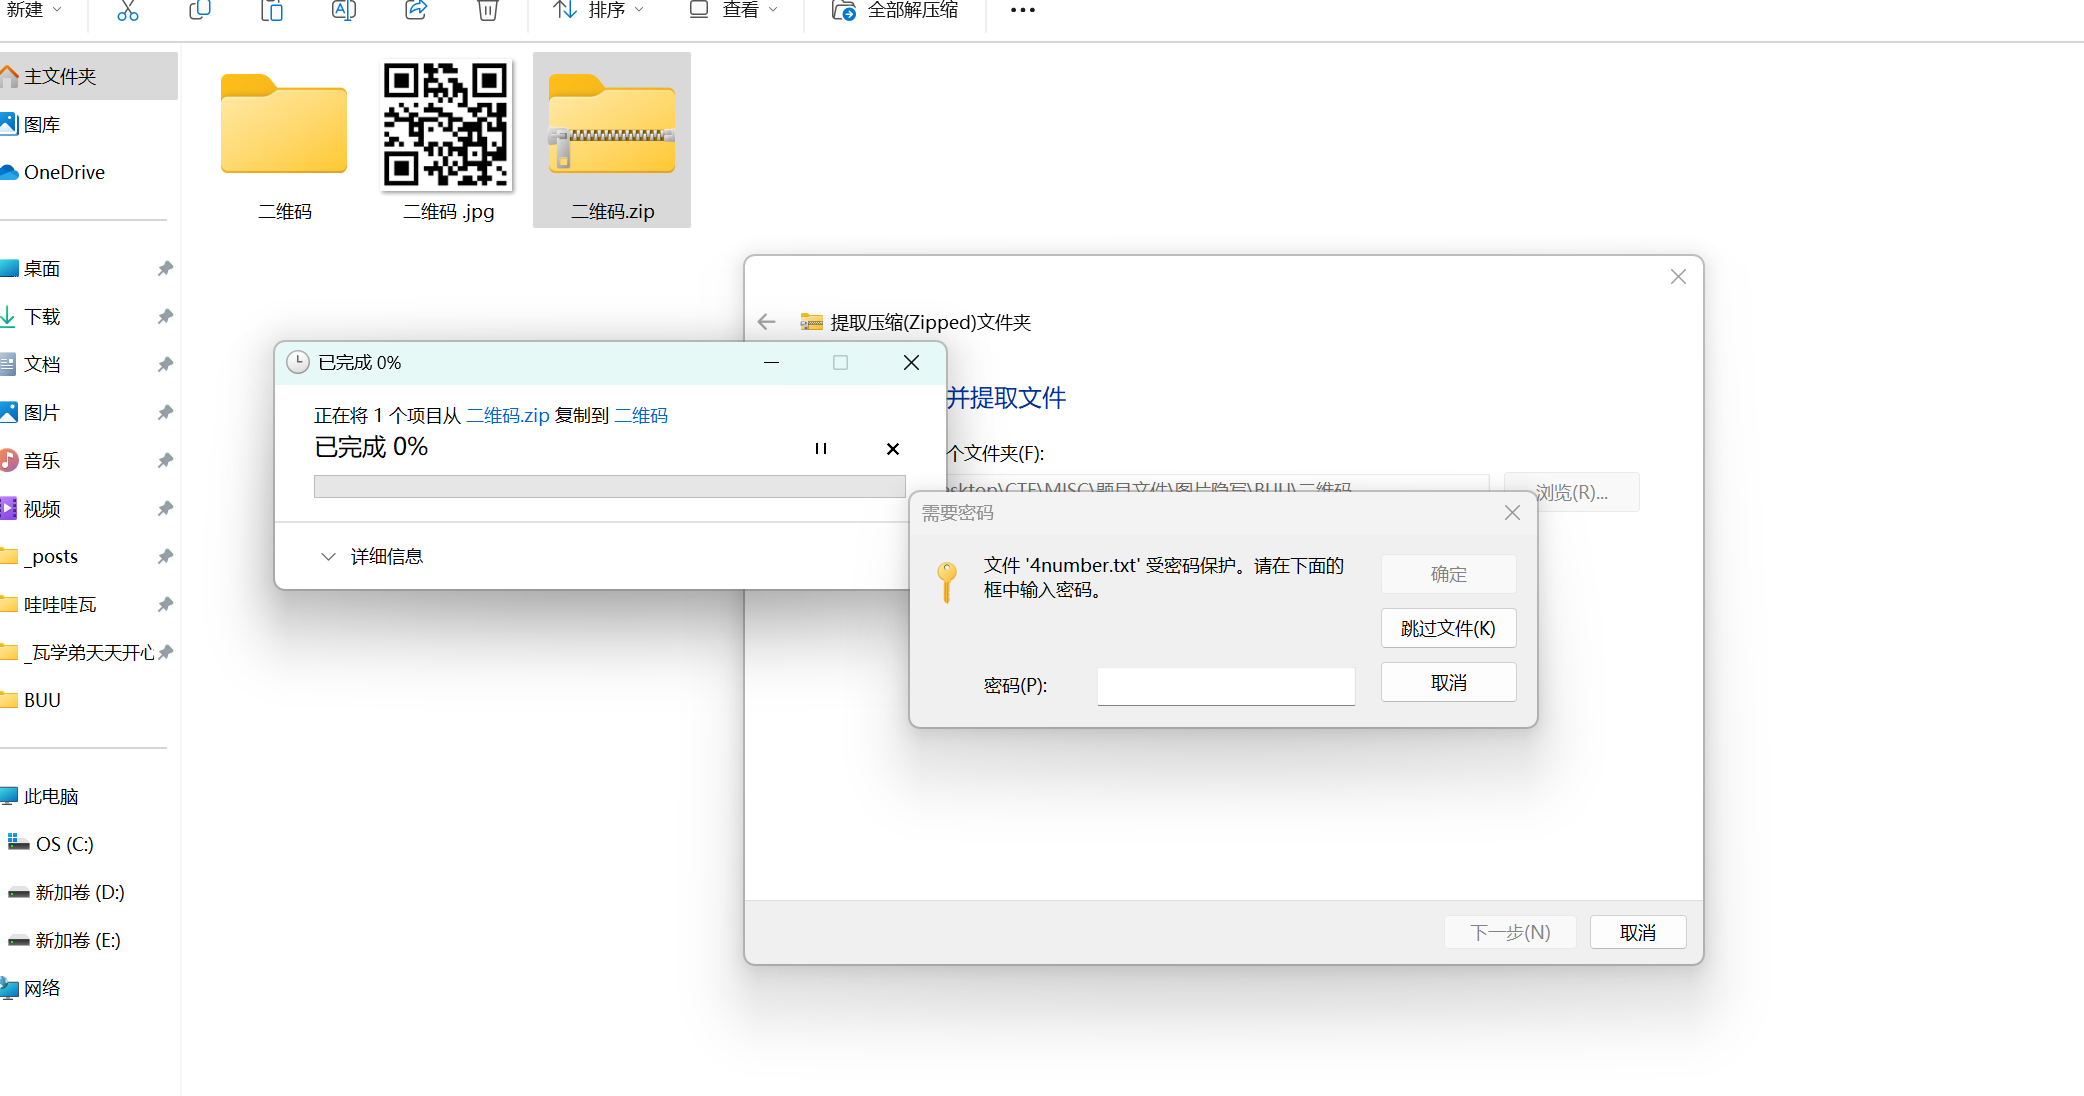 新建
排序
查看
全部解压缩
主文件夹
图库
OneDrive
桌面
下载
文档
图片
音乐
视频
_posts
哇哇哇瓦
_瓦学弟天天开心
BUU
此电脑
OS (C:)
新加卷 (D:)
新加卷 (E:)
网络
二维码
二维码 .jpg
二维码.zip
提取压缩(Zipped)文件夹
并提取文件
个文件夹(F):
esktop\CTF\MISC\题目文件\图片隐写\BUU\二维码
浏览(R)...
下一步(N)
取消
已完成 0%
正在将 1 个项目从 二维码.zip 复制到 二维码
已完成 0%
详细信息
需要密码
文件 '4number.txt' 受密码保护。请在下面的
框中输入密码。
密码(P):
确定
跳过文件(K)
取消